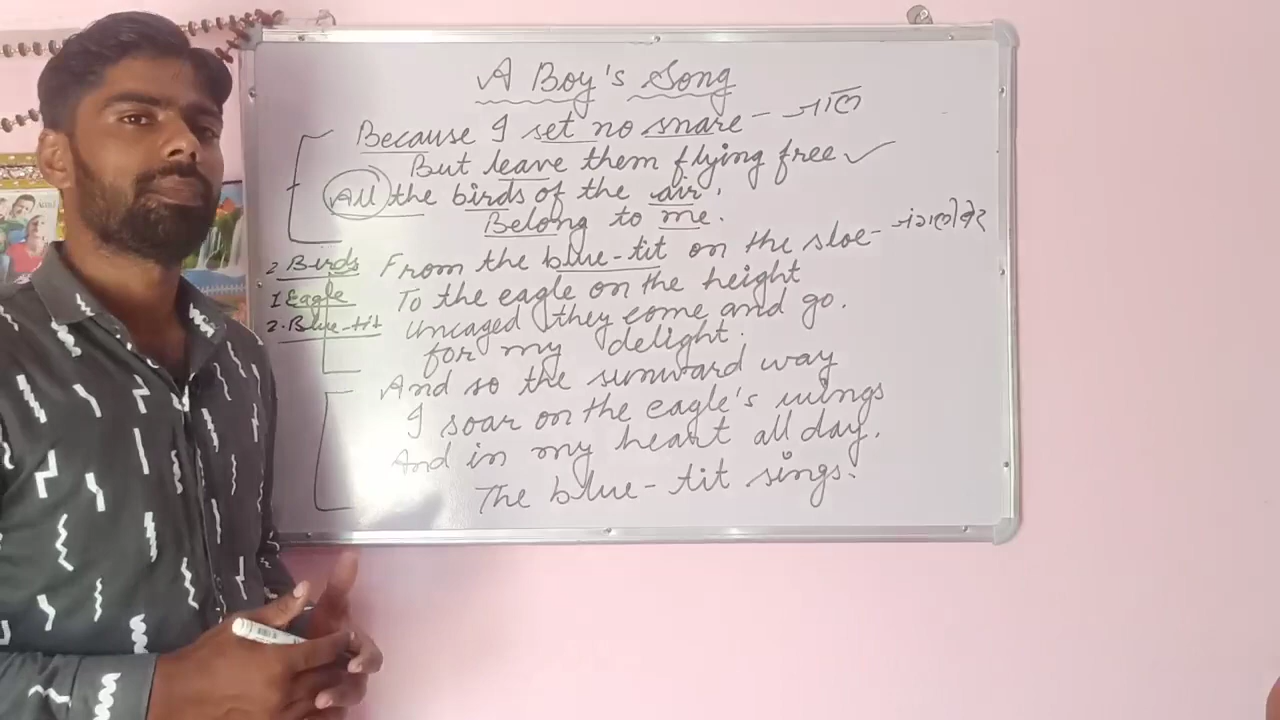 A Boy's Song
Because I set no snare - जाल
But leave them flying free ✓
All the birds of the air.
Belong to me.
2 Birds From the blue-tit on the sloe -
1 Eagle To the eagle on the height
2. Blue-tit Uncaged they come and go.
for my delight.
And so the sunward way
I soar on the eagle's wings
And in my heart all day.
The blue-tit sings.